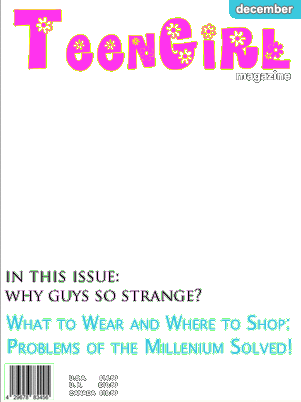 december
TeenGirl
magazine
IN THIS ISSUE:
WHY GUYS SO STRANGE?
What to Wear and Where to Shop:
Problems of the Millenium Solved!
CANADA